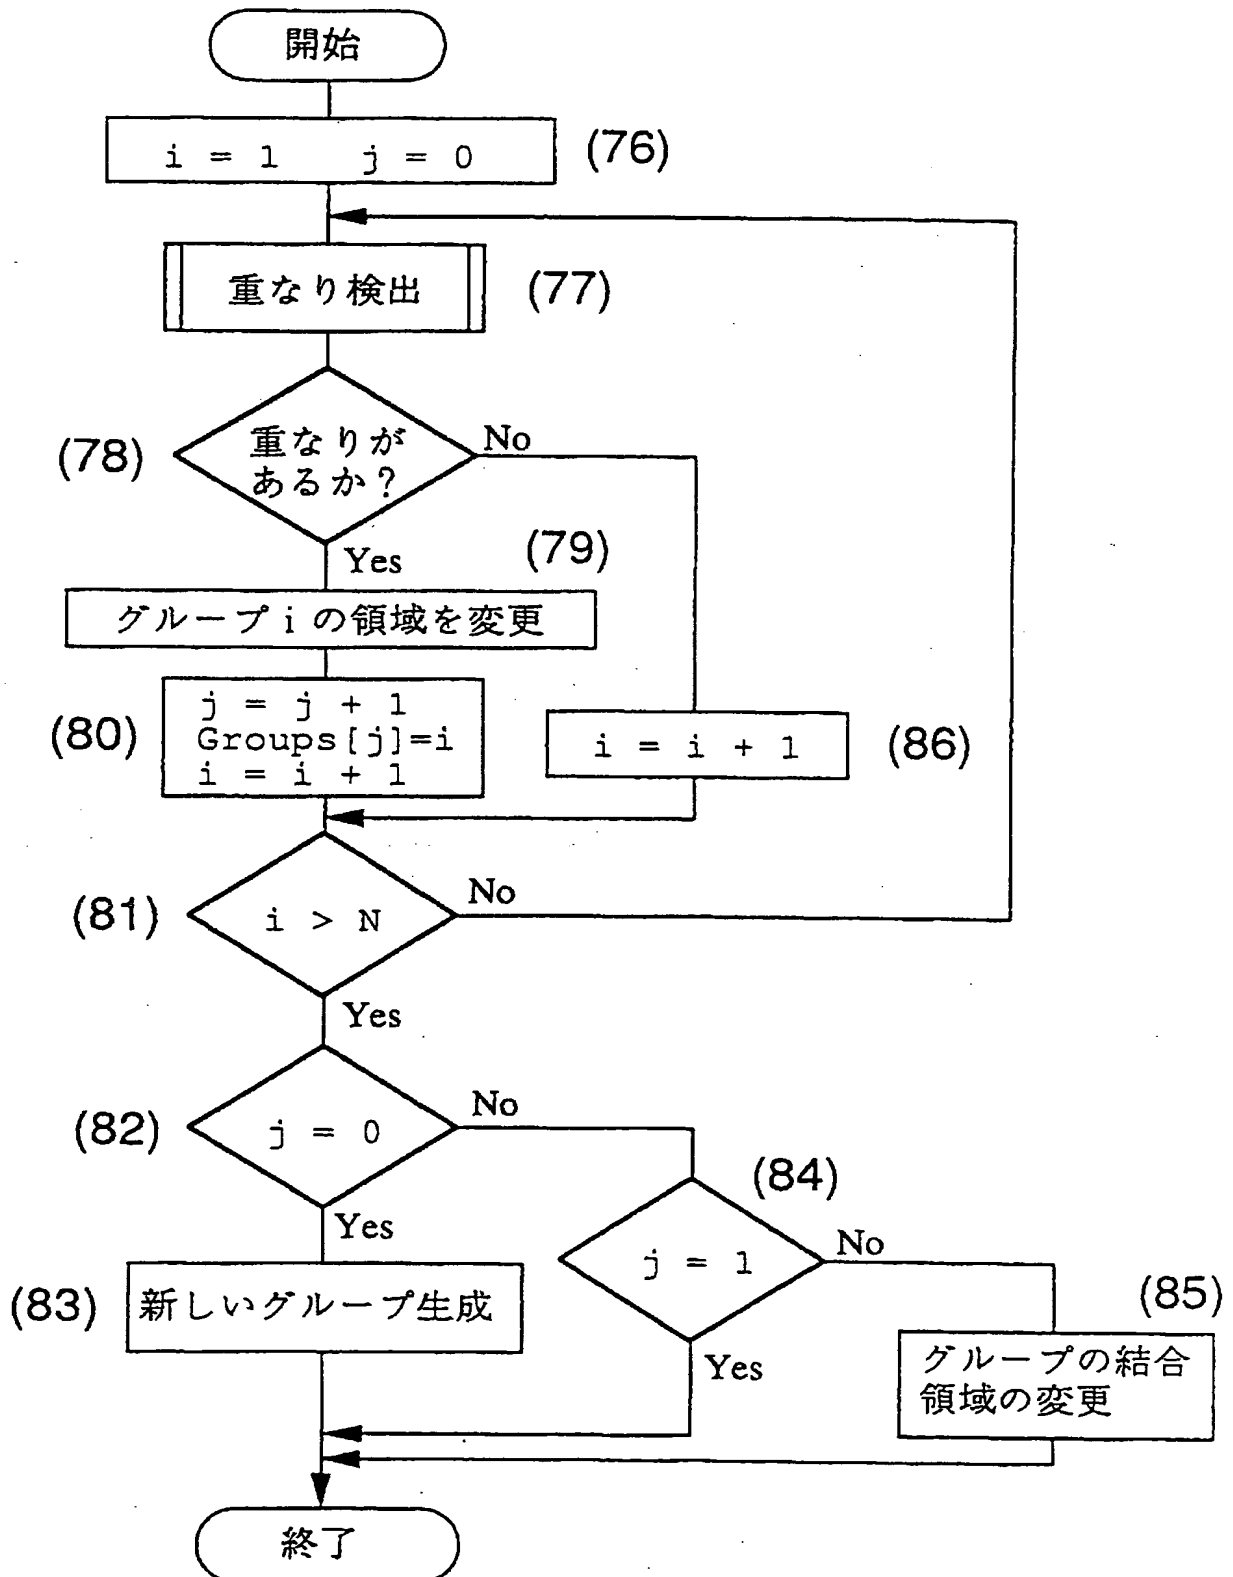 開始
i = 1 j = 0
(76)
重なり検出
(77)
(78)
重なりが
あるか?
No
Yes
(79)
グループ i の領域を変更
(80)
j = j + 1
Groups[j]=i
i = i + 1
i = i + 1
(86)
(81)
i > N
No
Yes
(82)
j = 0
No
Yes
(84)
j = 1
No
Yes
(83)
新しいグループ生成
(85)
グループの結合
領域の変更
終了